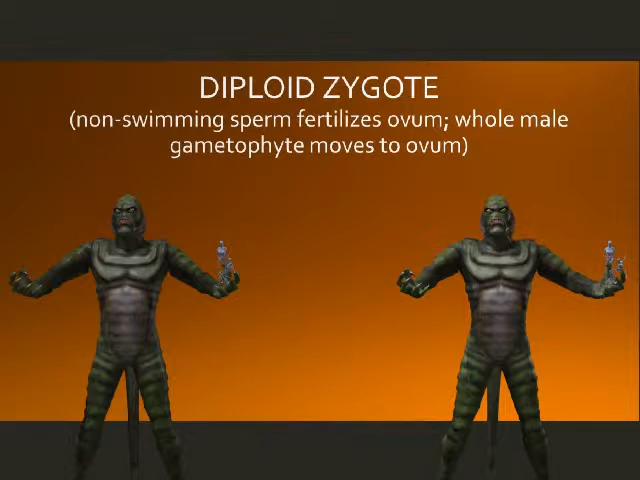 DIPLOID ZYGOTE
(non-swimming sperm fertilizes ovum; whole male
gametophyte moves to ovum)